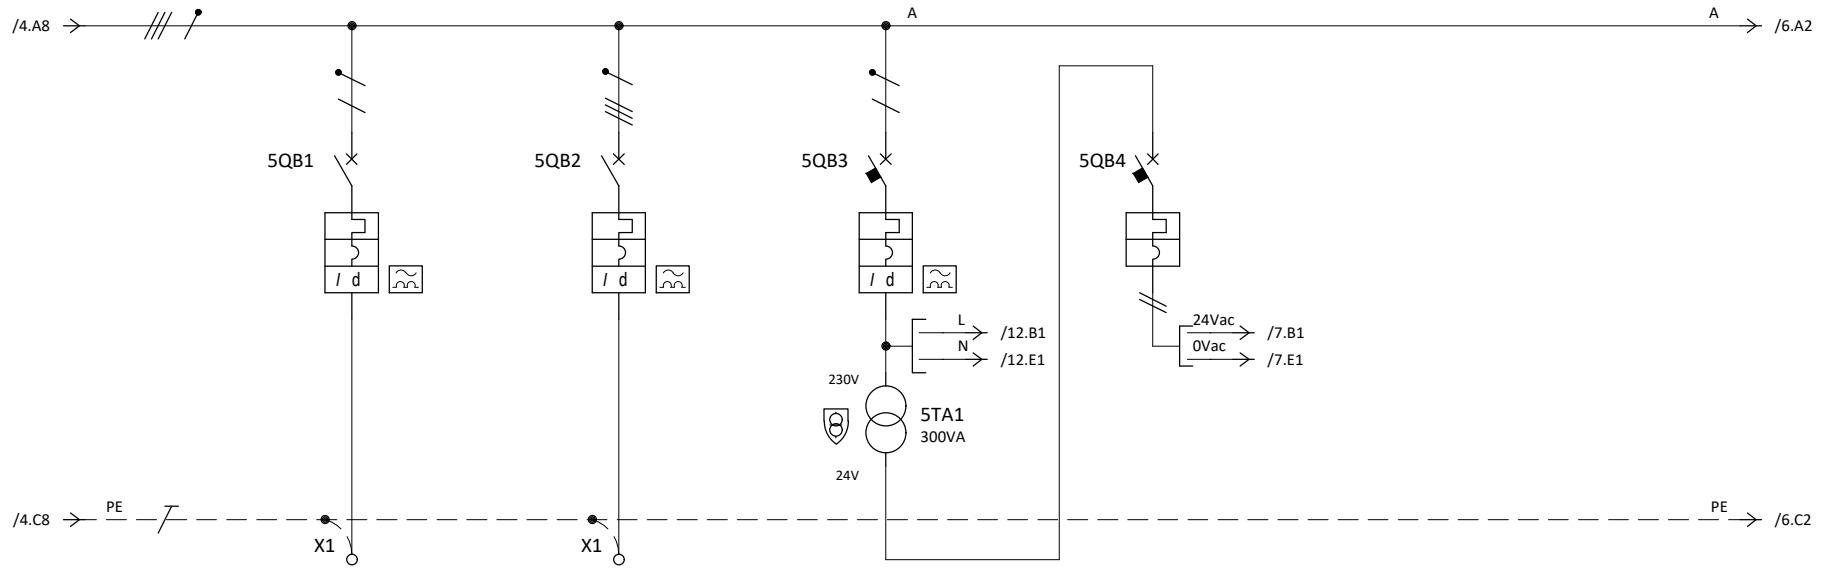 A
A
/4.A8
/6.A2
5QB1
5QB2
5QB3
5QB4
I d
I d
I d
L
/12.B1
N
/12.E1
24Vac
/7.B1
0Vac
/7.E1
230V
5TA1
300VA
24V
PE
PE
/4.C8
/6.C2
X1
X1